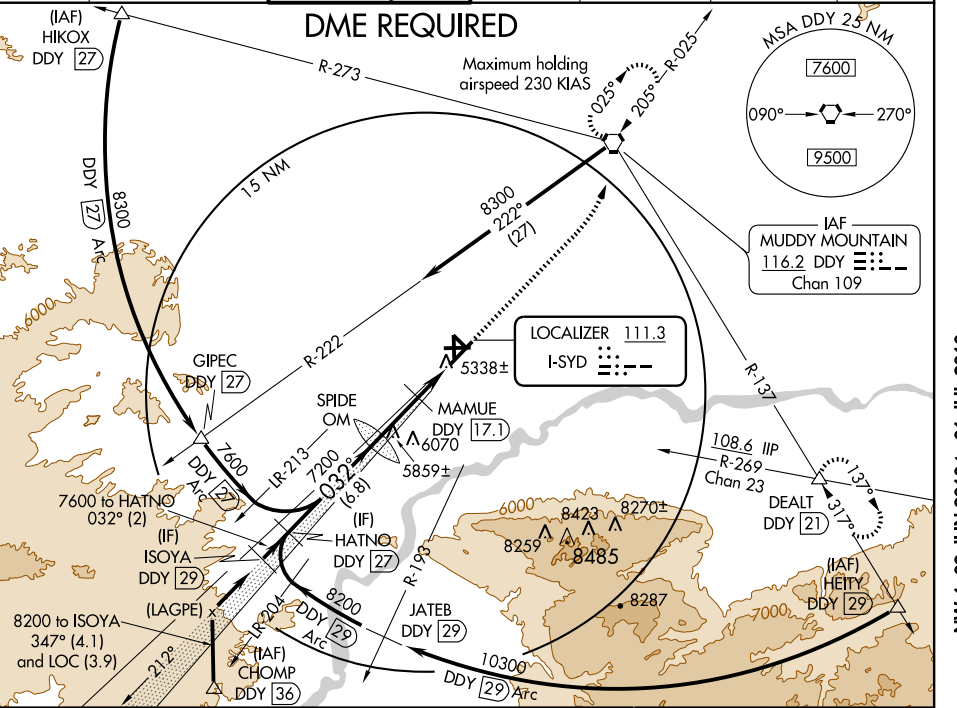 DME REQUIRED
(IAF)
HIKOX
DDY 27
R-273
Maximum holding
airspeed 230 KIAS
025°
205°
R-025
MSA DDY 25 NM
7600
090°
270°
9500
15 NM
DDY 27 Arc
8300
8300
222°
(27)
IAF
MUDDY MOUNTAIN
116.2 DDY
Chan 109
6000
R-222
LOCALIZER 111.3
I-SYD
5338±
GIPEC
DDY 27
SPIDE
OM
MAMUE
DDY 17.1
6070
5859±
R-137
108.6 IIP
R-269
Chan 23
7600
DDY 27
Arc
LR-213
7200
032°
(6.8)
7600 to HATNO
032° (2)
(IF)
ISOYA
DDY 29
(IF)
HATNO
DDY 27
R-193
6000
8423
8270±
8259
8485
DEALT
DDY 21
137°
317°
(IAF)
HEITY
DDY 29
(LAGPE)
8200 to ISOYA
347° (4.1)
and LOC (3.9)
LR-204
8200
DDY 29
Arc
JATEB
DDY 29
8287
7000
212°
(IAF)
CHOMP
DDY 36
10300
DDY 29 Arc